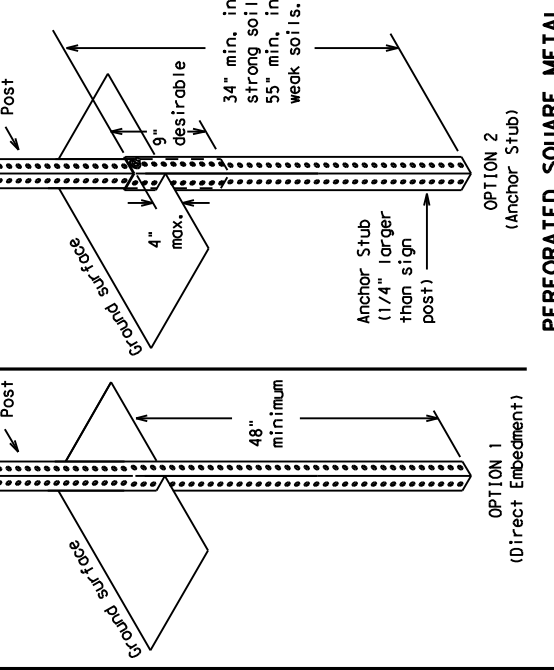 Post
Ground surface
48"
minimum
OPTION 1
(Direct Embedment)
Post
Ground surface
9"
desirable
4"
max.
34" min. in
strong soil
55" min. in
weak soils.
Anchor Stub
(1/4" larger
than sign
post)
OPTION 2
(Anchor Stub)
PERFORATED SQUARE METAL